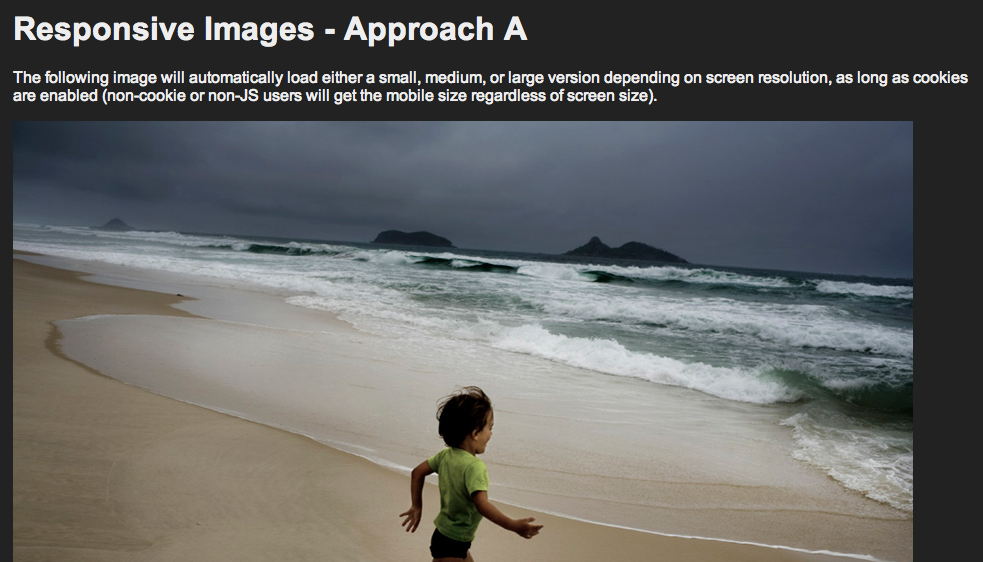 Responsive Images - Approach A
The following image will automatically load either a small, medium, or large version depending on screen resolution, as long as cookies
are enabled (non-cookie or non-JS users will get the mobile size regardless of screen size).